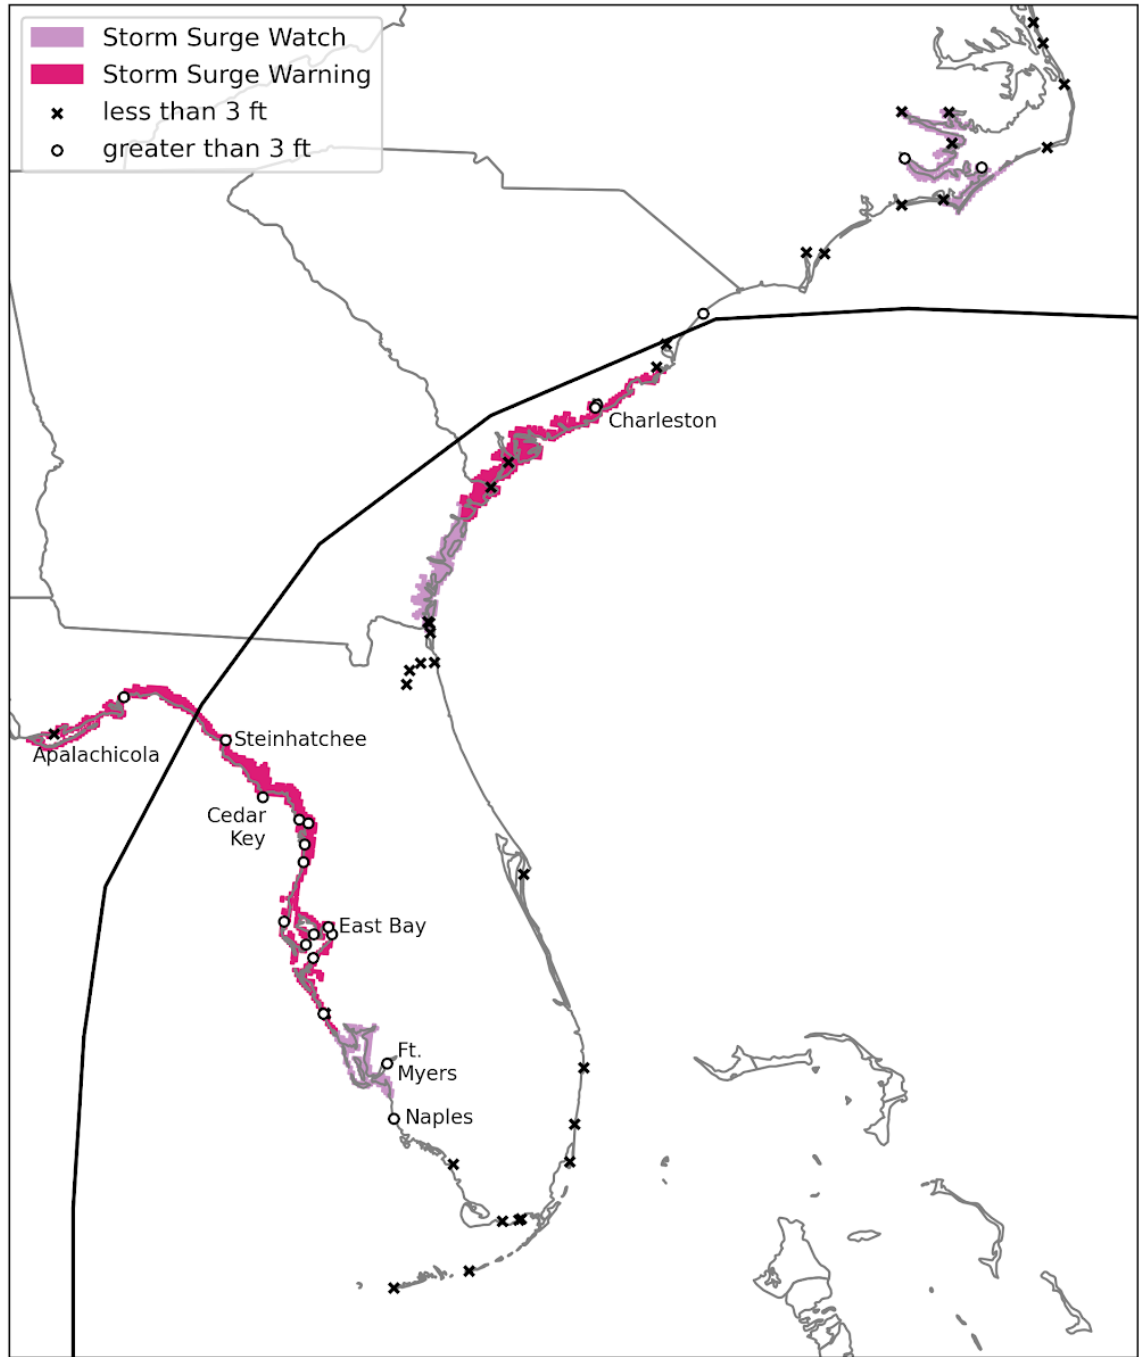 Storm Surge Watch
Storm Surge Warning
less than 3 ft
greater than 3 ft
Charleston
Steinhatchee
Apalachicola
Cedar
Key
East Bay
Ft.
Myers
Naples